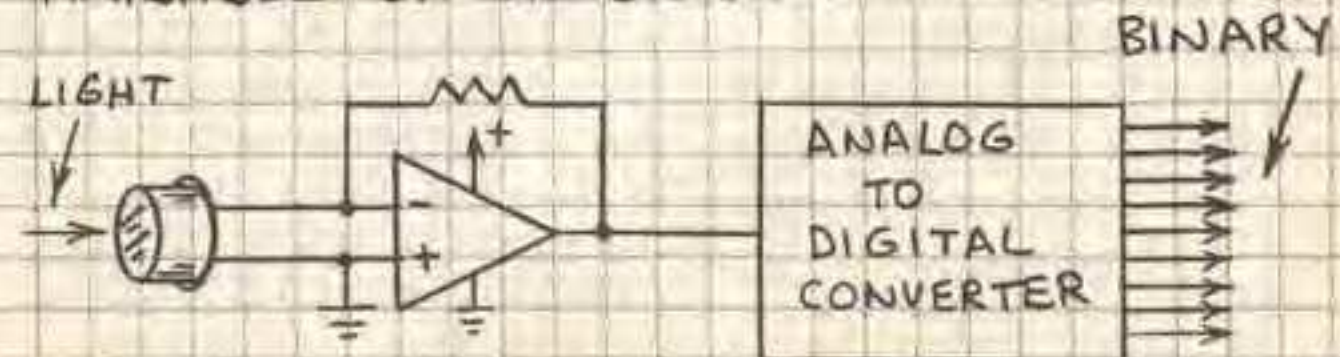 BINARY
LIGHT
+
-
+
ANALOG
TO
DIGITAL
CONVERTER